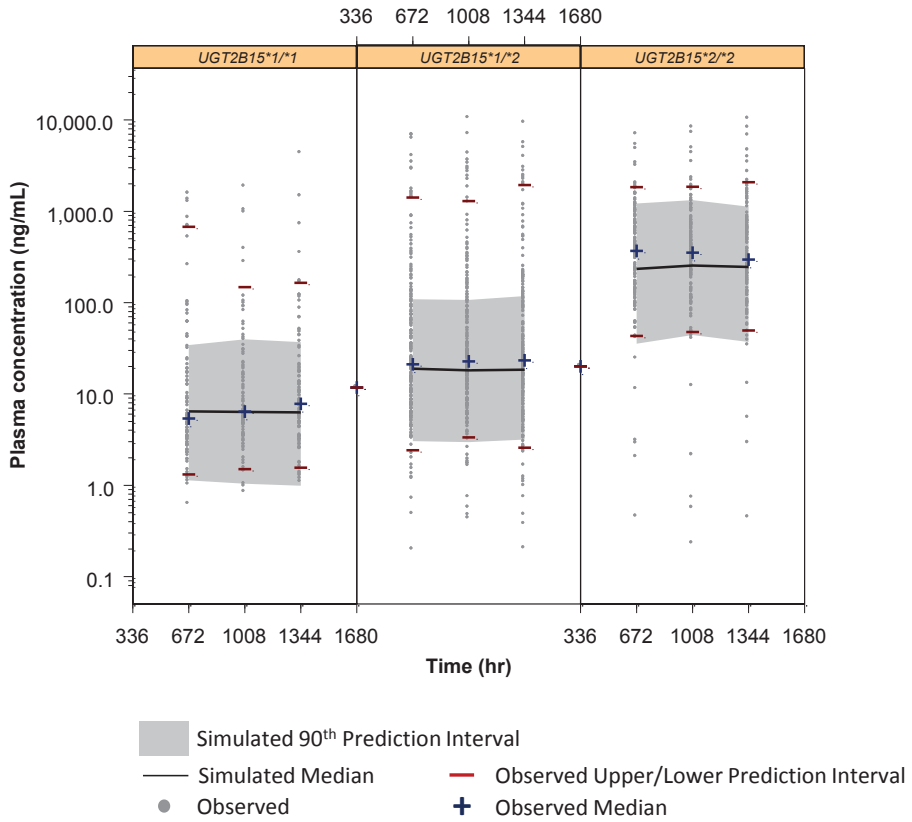 336 672 1008 1344 1680
UGT2B15*1/*1 UGT2B15*1/*2 UGT2B15*2/*2
10,000.0
1,000.0
100.0
10.0
1.0
0.1
Plasma concentration (ng/mL)
336 672 1008 1344 1680 336 672 1008 1344 1680
Time (hr)
Simulated 90th Prediction Interval
Simulated Median Observed Upper/Lower Prediction Interval
Observed Observed Median